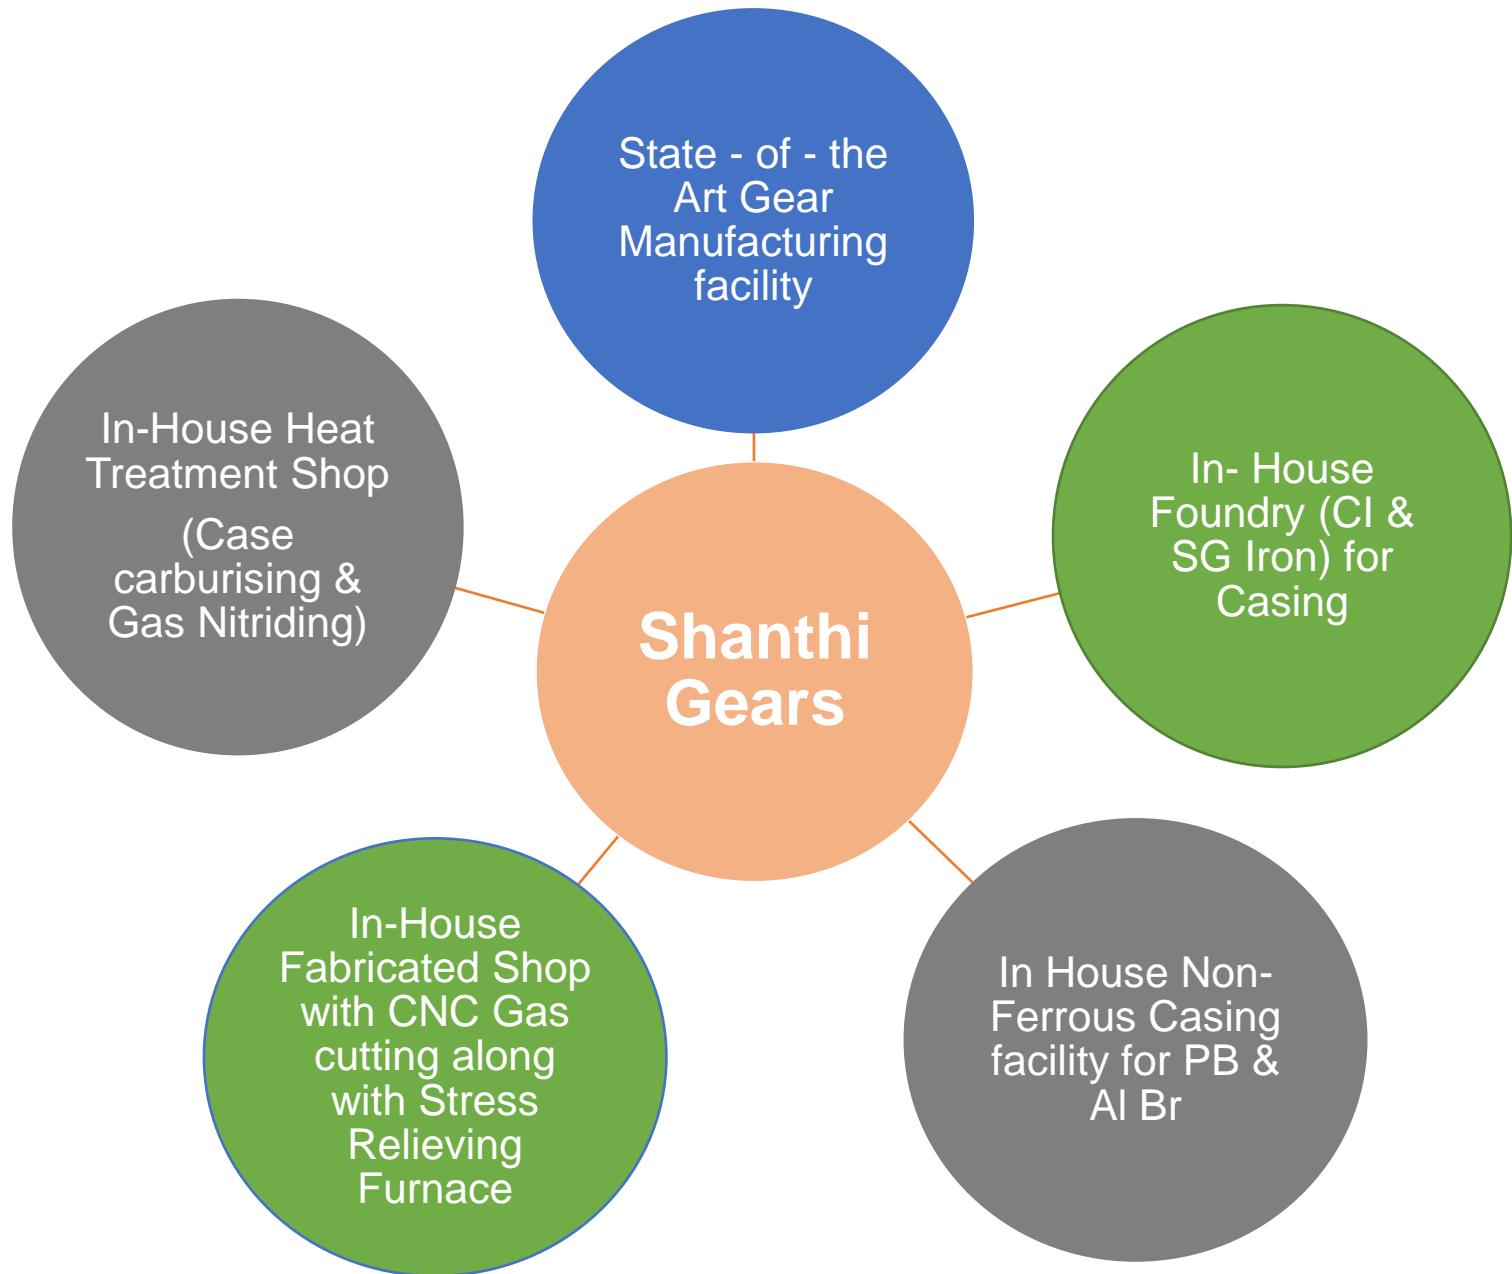 State - of - the
Art Gear
Manufacturing
facility
In-House Heat
Treatment Shop
(Case
carburising &
Gas Nitriding)
In- House
Foundry (CI &
SG Iron) for
Casing
Shanthi
Gears
In-House
Fabricated Shop
with CNC Gas
cutting along
with Stress
Relieving
Furnace
In House Non-
Ferrous Casing
facility for PB &
Al Br